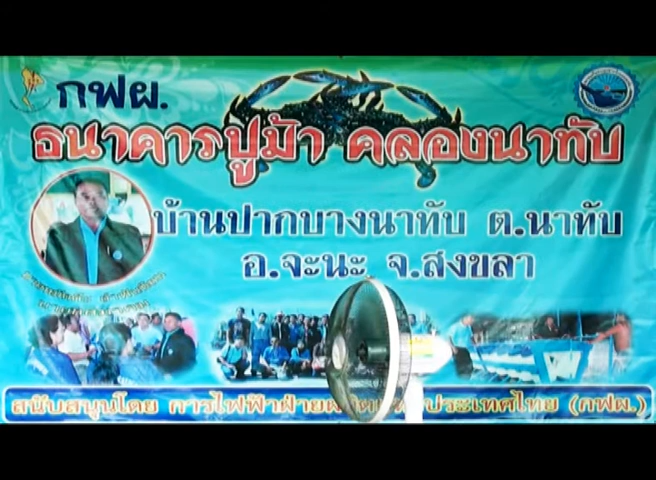 กฟผ.
ธนาคารปูม้า คลองนาทับ
บ้านปากบางนาทับ ต.นาทับ
อ.จะนะ จ.สงขลา
สนับสนุนโดย การไฟฟ้าฝ่ายผลิต ประเทศไทย (กฟผ.)